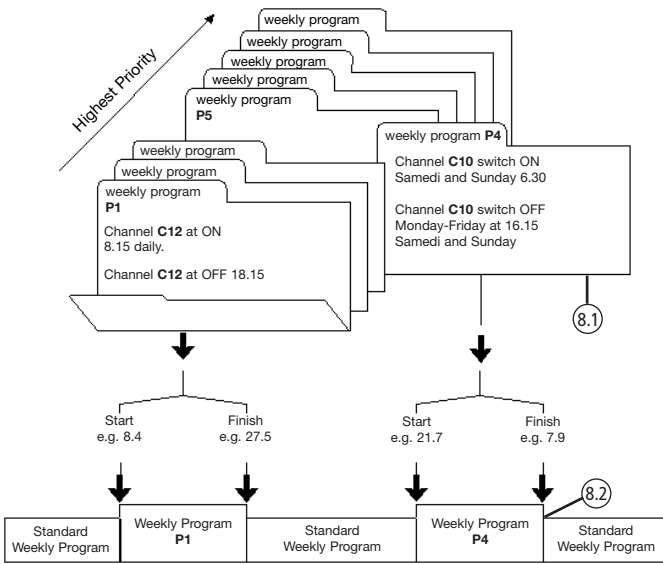 Highest Priority
weekly program
weekly program
weekly program
weekly program
weekly program
P5
weekly program
weekly program
weekly program
P1
Channel C12 at ON
8.15 daily.
Channel C12 at OFF 18.15
weekly program P4
Channel C10 switch ON
Samedi and Sunday 6.30
Channel C10 switch OFF
Monday-Friday at 16.15
Samedi and Sunday
8.1
Start
e.g. 8.4
Finish
e.g. 27.5
Start
e.g. 21.7
Finish
e.g. 7.9
8.2
Standard
Weekly Program
Weekly Program
P1
Standard
Weekly Program
Weekly Program
P4
Standard
Weekly Program